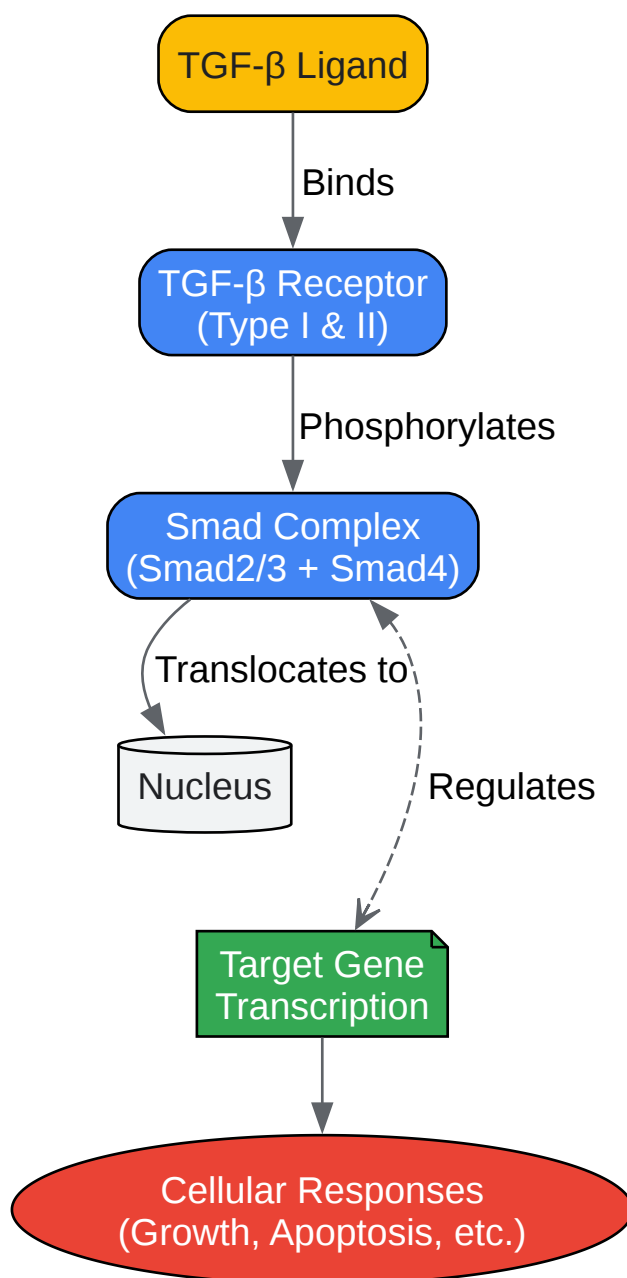 TGF-β Ligand
Binds
TGF-β Receptor
(Type I & II)
Phosphorylates
Smad Complex
(Smad2/3 + Smad4)
Translocates to
Nucleus
Regulates
Target Gene
Transcription
Cellular Responses
(Growth, Apoptosis, etc.)